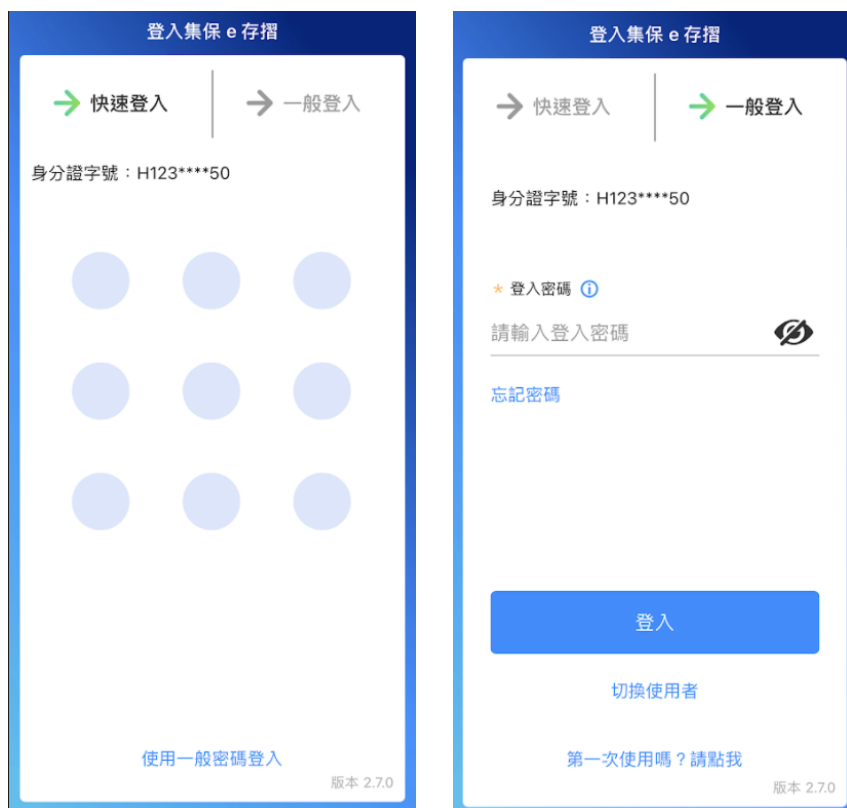 登入集保 e 存摺
快速登入
一般登入
身分證字號：H123****50
使用一般密碼登入
版本 2.7.0
登入集保 e 存摺
快速登入
一般登入
身分證字號：H123****50
* 登入密碼
請輸入登入密碼
忘記密碼
登入
切換使用者
第一次使用嗎？請點我
版本 2.7.0